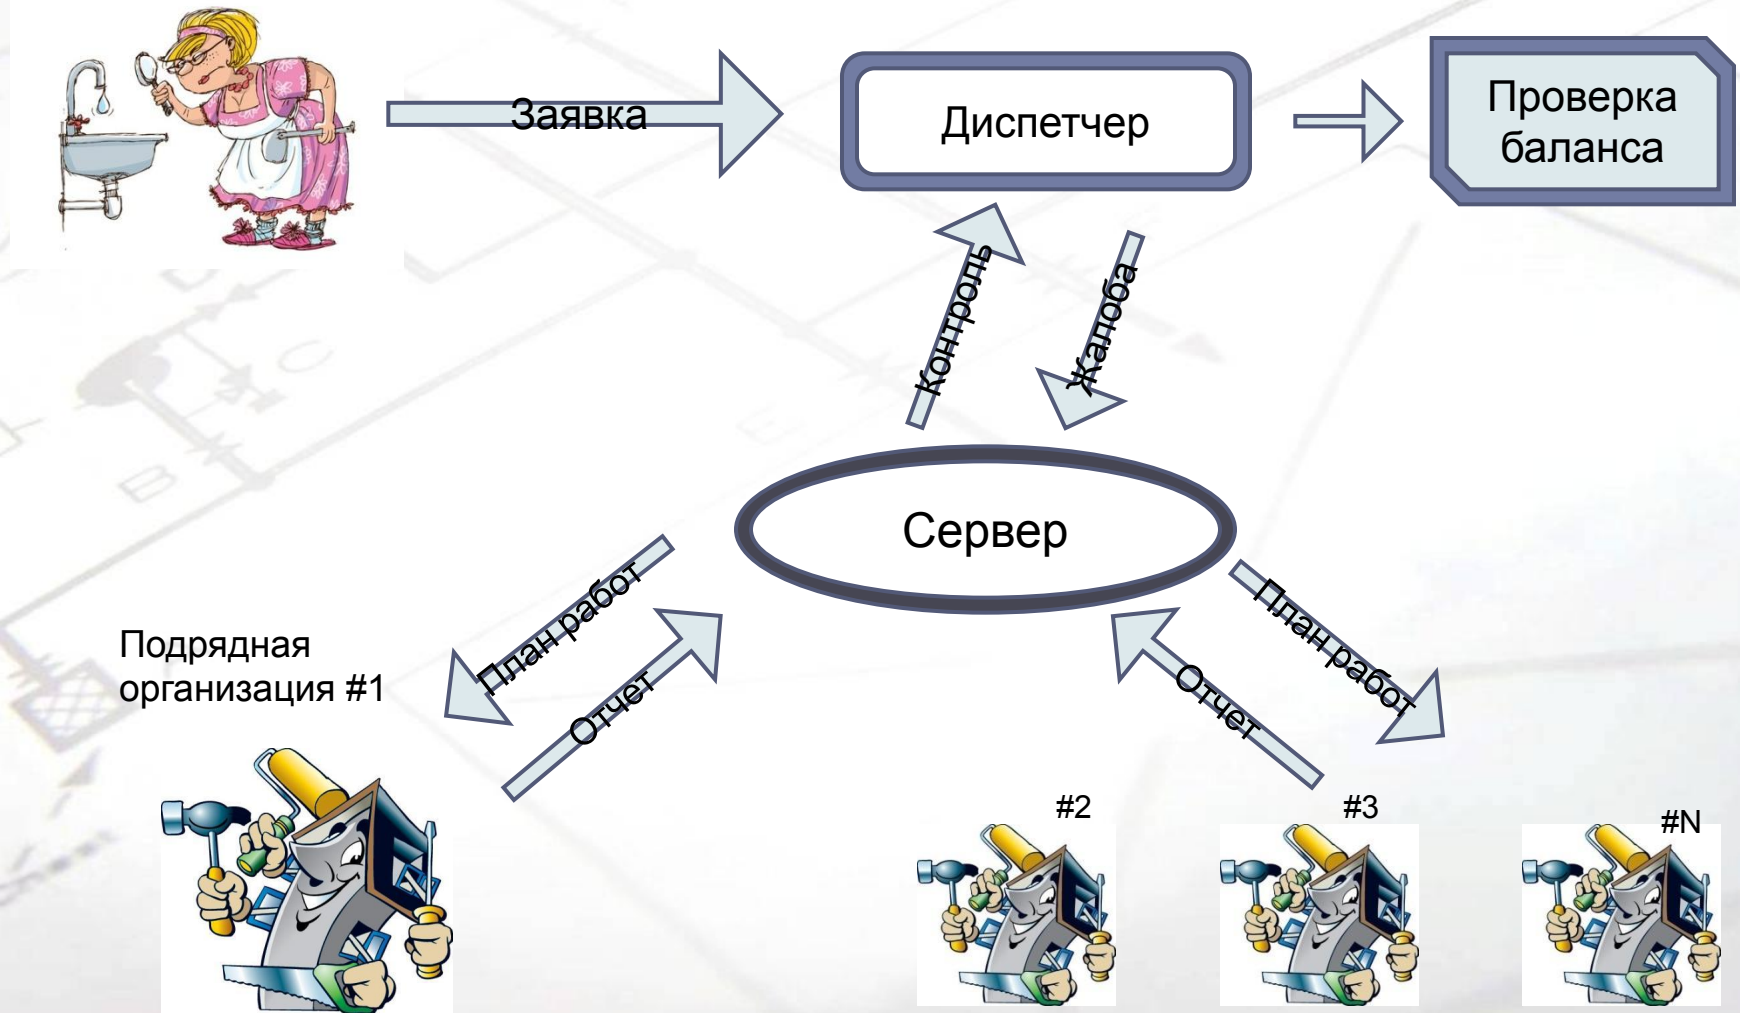 Заявка
Диспетчер
Проверка
баланса
Контроль
Жалоба
Сервер
План работ
Отчет
План работ
Отчет
Подрядная
организация #1
#2
#3
#N